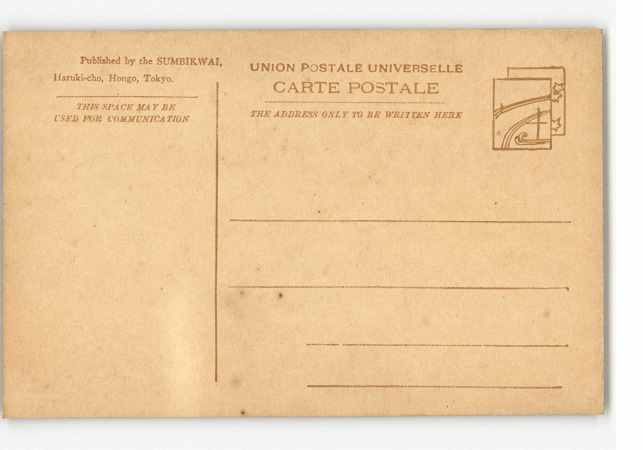 Published by the SUMBIKWAI,
Haruki-cho, Hongo, Tokyo.
THIS SPACE MAY BE
USED FOR COMMUNICATION
UNION POSTALE UNIVERSELLE
CARTE POSTALE
THE ADDRESS ONLY TO BE WRITTEN HERE